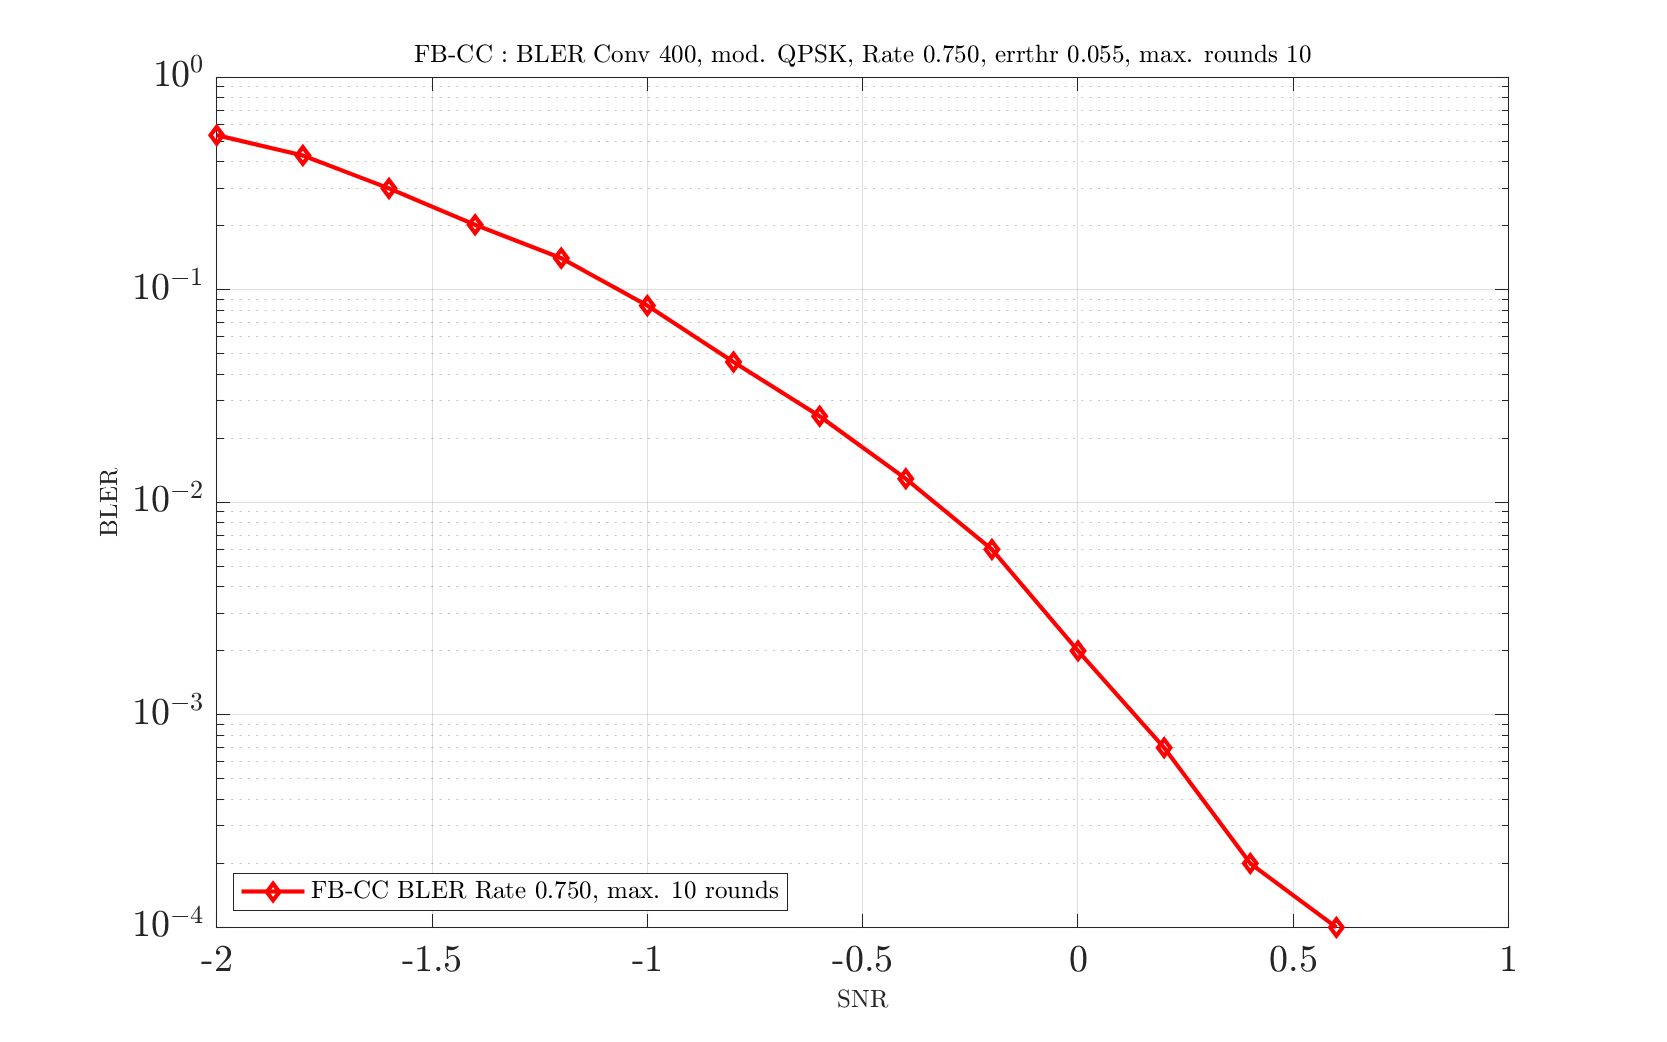 FB-CC : BLER Conv 400, mod. QPSK, Rate 0.750, errthr 0.055, max. rounds 10
10^0
10^{-1}
10^{-2}
10^{-3}
10^{-4}
BLER
FB-CC BLER Rate 0.750, max. 10 rounds
-2 -1.5 -1 -0.5 0 0.5 1
SNR